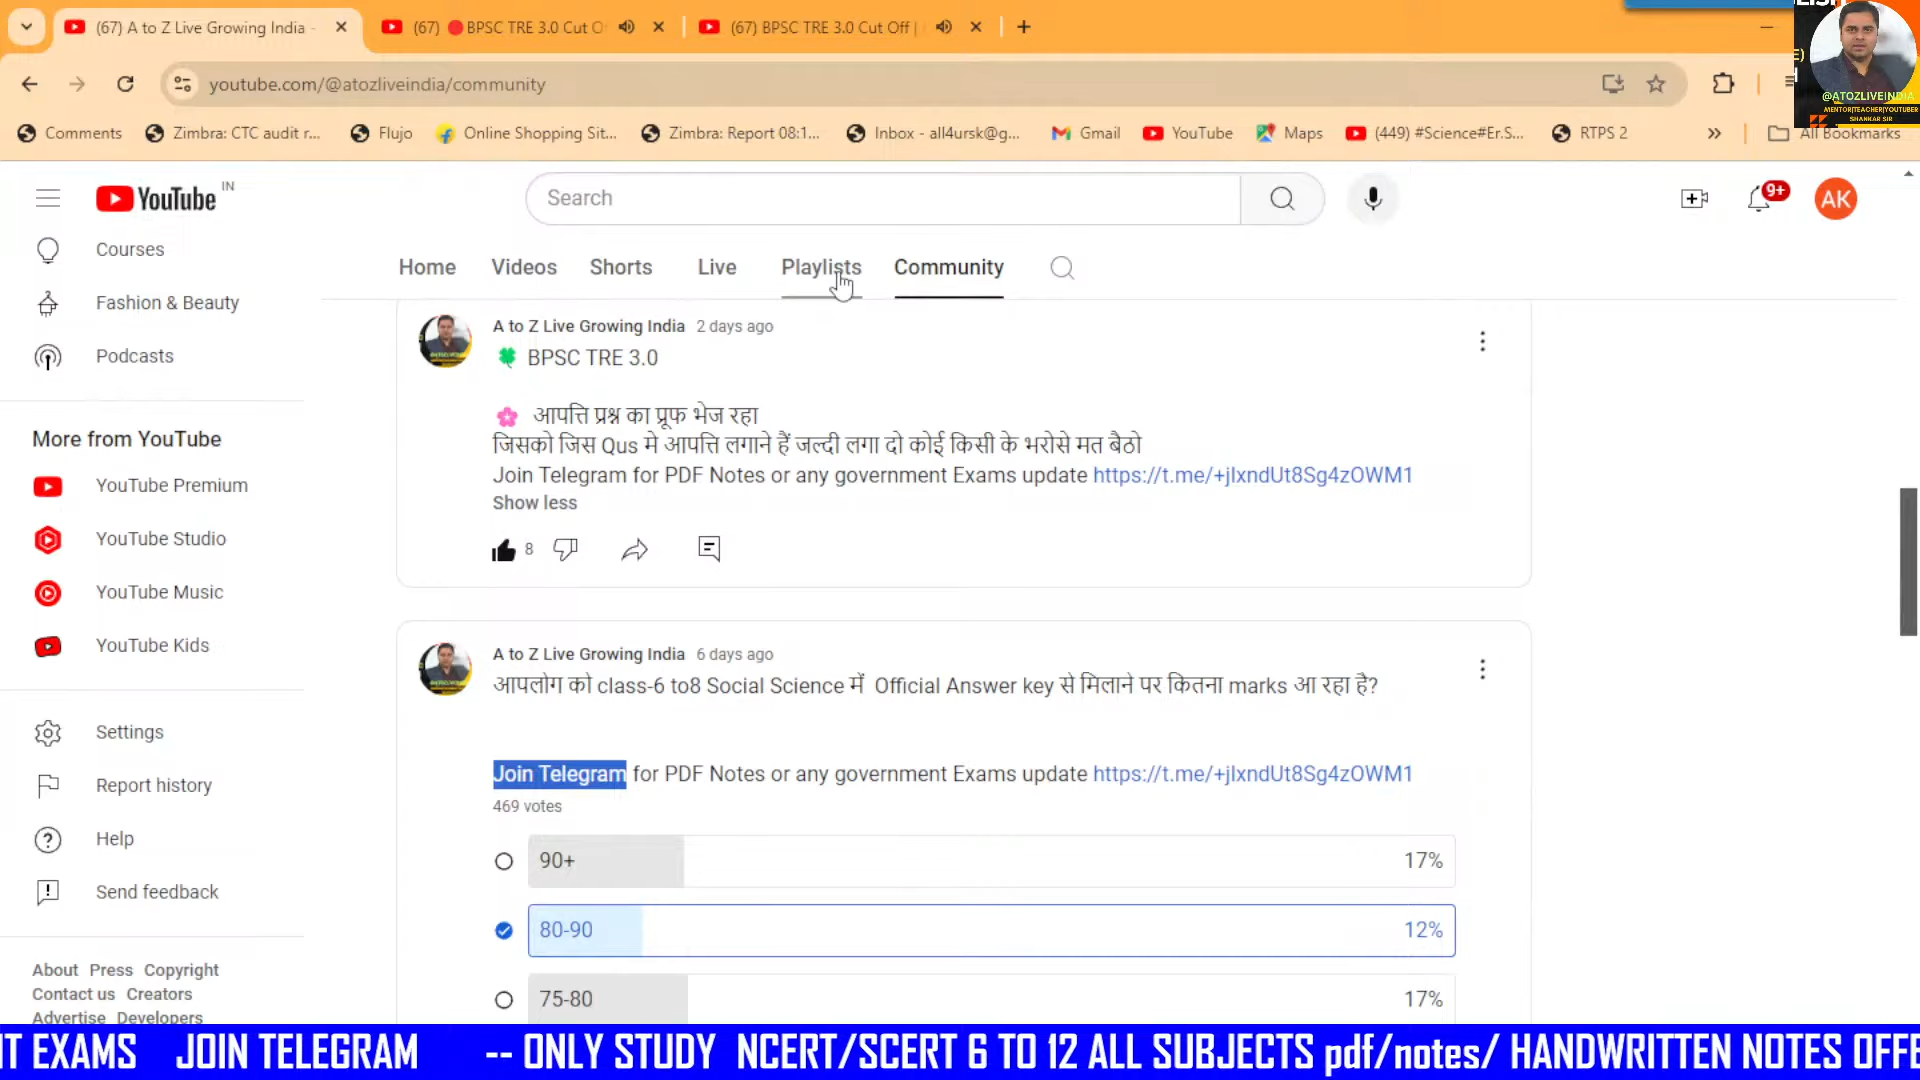 (67) A to Z Live Growing India -
(67) 🔴BPSC TRE 3.0 Cut O
(67) BPSC TRE 3.0 Cut Off |
youtube.com/@atozliveindia/community
@ATOZLIVEINDIA
MENTOR|TEACHER|YOUTUBER
SHANKAR SIR
Comments
Zimbra: CTC audit r...
Flujo
Online Shopping Sit...
Zimbra: Report 08:1...
Inbox - all4ursk@g...
Gmail
YouTube
Maps
(449) #Science#Er.S...
RTPS 2
All Bookmarks
YouTube IN
Search
9+
AK
Courses
Fashion & Beauty
Podcasts
More from YouTube
YouTube Premium
YouTube Studio
YouTube Music
YouTube Kids
Settings
Report history
Help
Send feedback
About Press Copyright
Contact us Creators
Advertise Developers
Home Videos Shorts Live Playlists Community
A to Z Live Growing India 2 days ago
🍀 BPSC TRE 3.0
🌸 आपत्ति प्रश्न का प्रूफ भेज रहा
जिसको जिस Qus मे आपत्ति लगाने हैं जल्दी लगा दो कोई किसी के भरोसे मत बैठो
Join Telegram for PDF Notes or any government Exams update https://t.me/+jIxndUt8Sg4zOWM1
Show less
8
A to Z Live Growing India 6 days ago
आपलोग को class-6 to8 Social Science में Official Answer key से मिलाने पर कितना marks आ रहा है?
Join Telegram for PDF Notes or any government Exams update https://t.me/+jIxndUt8Sg4zOWM1
469 votes
90+ 17%
80-90 12%
75-80 17%
IT EXAMS JOIN TELEGRAM -- ONLY STUDY NCERT/SCERT 6 TO 12 ALL SUBJECTS pdf/notes/ HANDWRITTEN NOTES OFFE